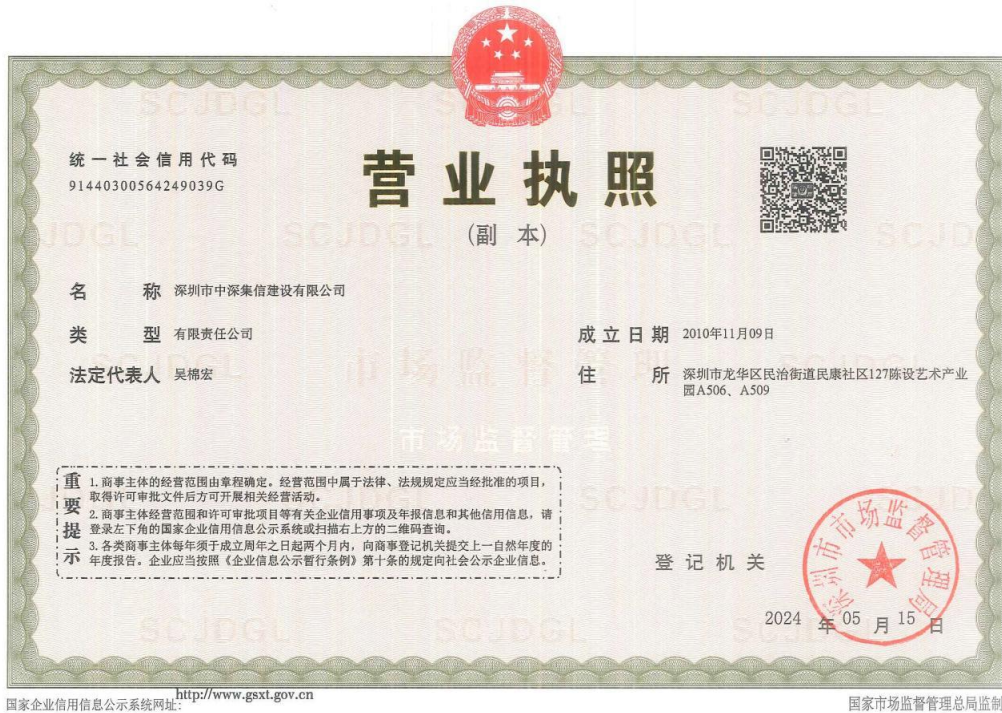 统一社会信用代码
91440300564249039G
营业执照
(副 本)
名 称 深圳市中深集信建设有限公司
类 型 有限责任公司
法定代表人 吴棉宏
成立日期 2010年11月09日
住 所 深圳市龙华区民治街道民康社区127陈设艺术产业
园A506、A509
重要提示
1. 商事主体的经营范围由章程确定。经营范围中属于法律、法规规定应当经批准的项目，
取得许可审批文件后方可开展相关经营活动。
2. 商事主体经营范围和许可审批项目等有关企业信用事项及年报信息和其他信用信息，请
登录左下角的国家企业信用信息公示系统或扫描右上方的二维码查询。
3. 各类商事主体每年须于成立周年之日起两个月内，向商事登记机关提交上一自然年度的
年度报告。企业应当按照《企业信息公示暂行条例》第十条的规定向社会公示企业信息。
登记机关
深圳市市场监督管理局
2024 年 05 月 15 日
国家企业信用信息公示系统网址: http://www.gsxt.gov.cn
国家市场监督管理总局监制
SCJDGL
市场监督管理
市场监督管理